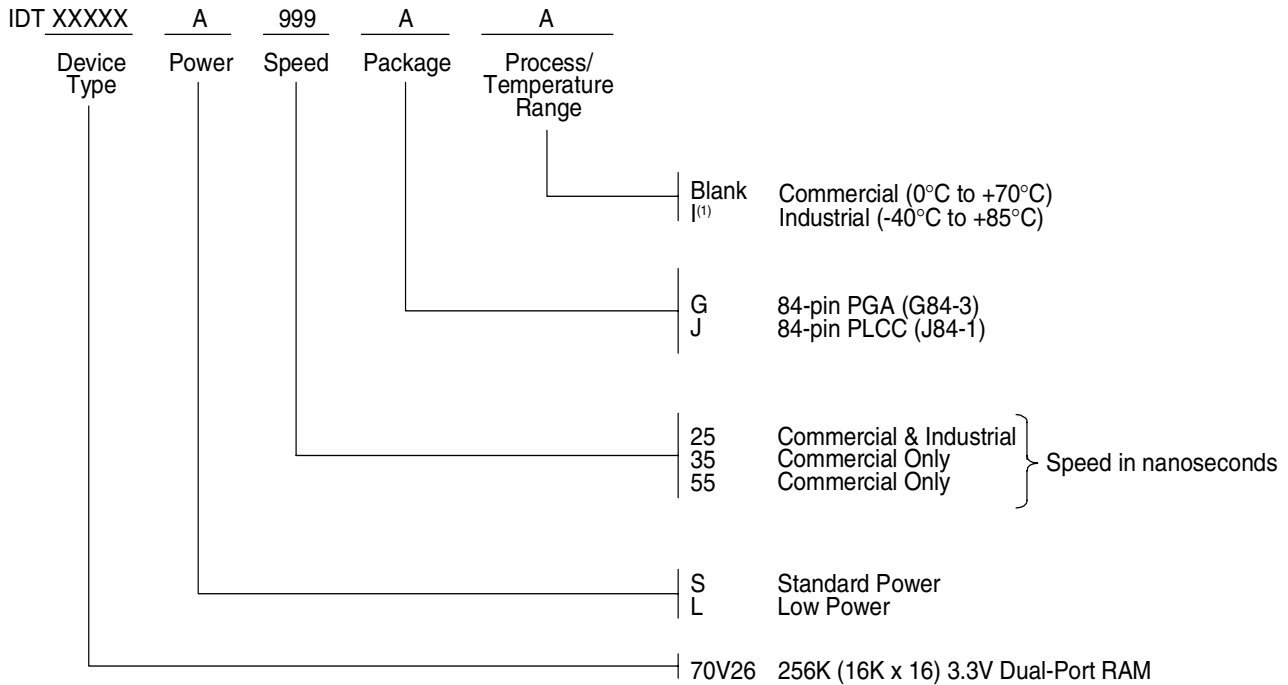 IDT XXXXX A 999 A A
Device Type Power Speed Package Process/ Temperature Range
Blank Commercial (0°C to +70°C)
I(1) Industrial (-40°C to +85°C)
G 84-pin PGA (G84-3)
J 84-pin PLCC (J84-1)
25 Commercial & Industrial
35 Commercial Only
55 Commercial Only
Speed in nanoseconds
S Standard Power
L Low Power
70V26 256K (16K x 16) 3.3V Dual-Port RAM